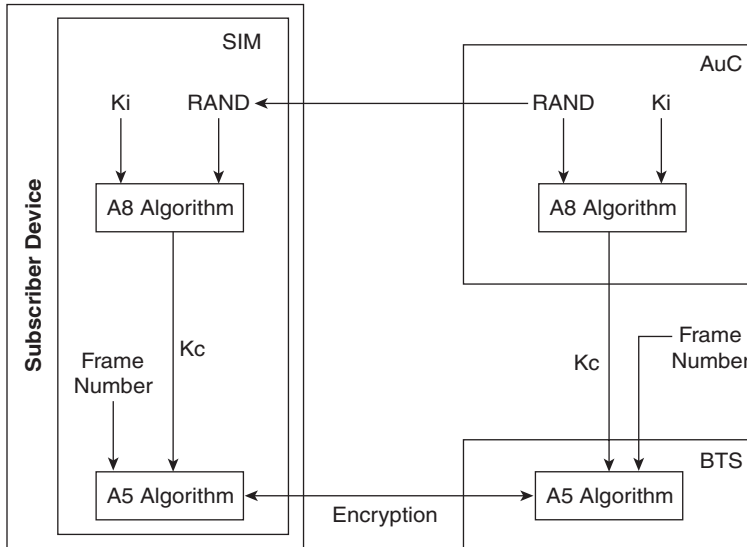 SIM
AuC
Ki
RAND
RAND
Ki
A8 Algorithm
A8 Algorithm
Subscriber Device
Kc
Kc
Frame
Number
Frame
Number
BTS
A5 Algorithm
A5 Algorithm
Encryption